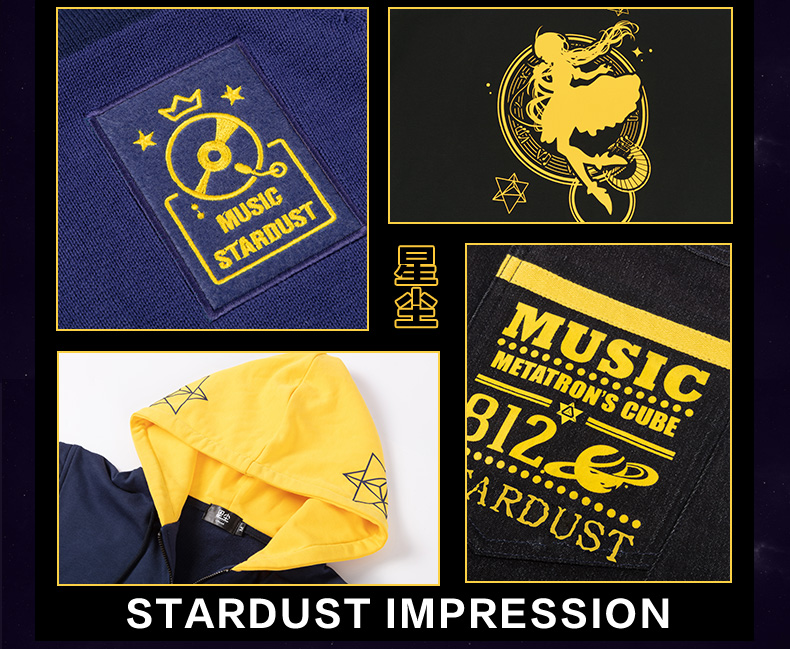 MUSIC
STARDUST
星尘
MUSIC
METATRON'S CUBE
812
STARDUST
STARDUST IMPRESSION